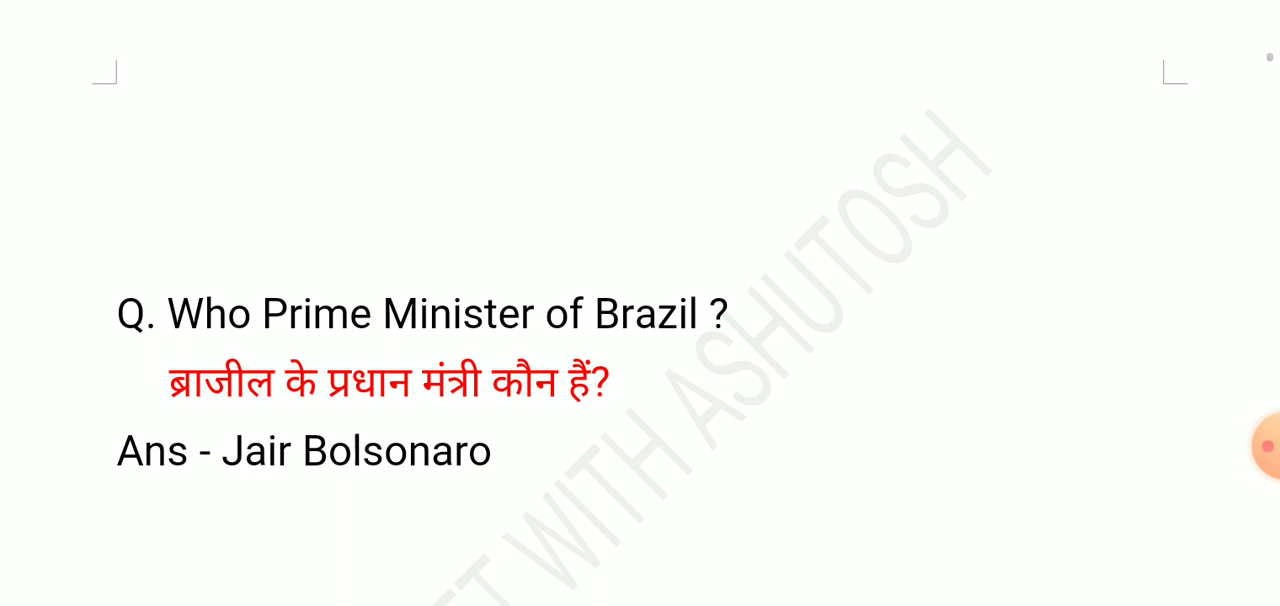 Q. Who Prime Minister of Brazil ?
ब्राजील के प्रधान मंत्री कौन हैं?
Ans - Jair Bolsonaro
WITH ASHUTOSH